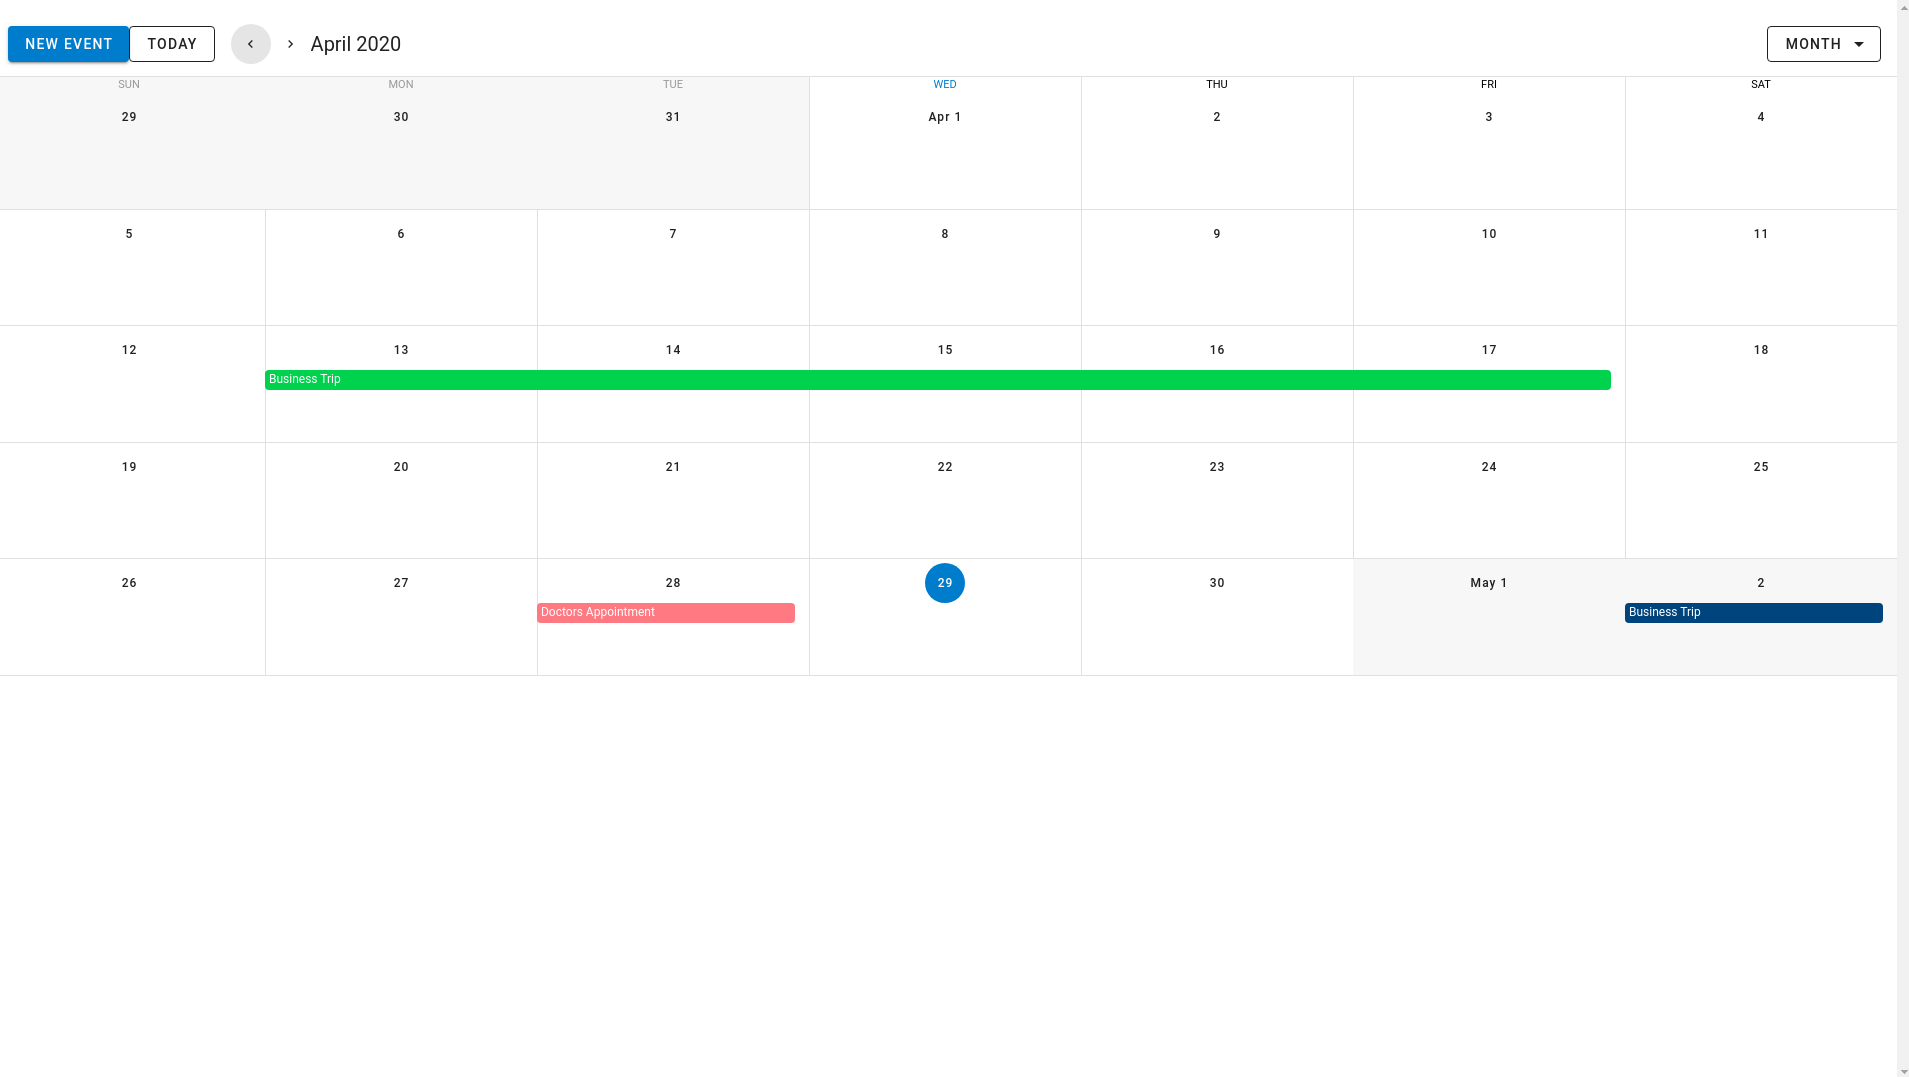 NEW EVENT TODAY April 2020 MONTH
SUN MON TUE WED THU FRI SAT
29 30 31 Apr 1 2 3 4
5 6 7 8 9 10 11
12 13 14 15 16 17 18
Business Trip
19 20 21 22 23 24 25
26 27 28 29 30 May 1 2
Doctors Appointment Business Trip